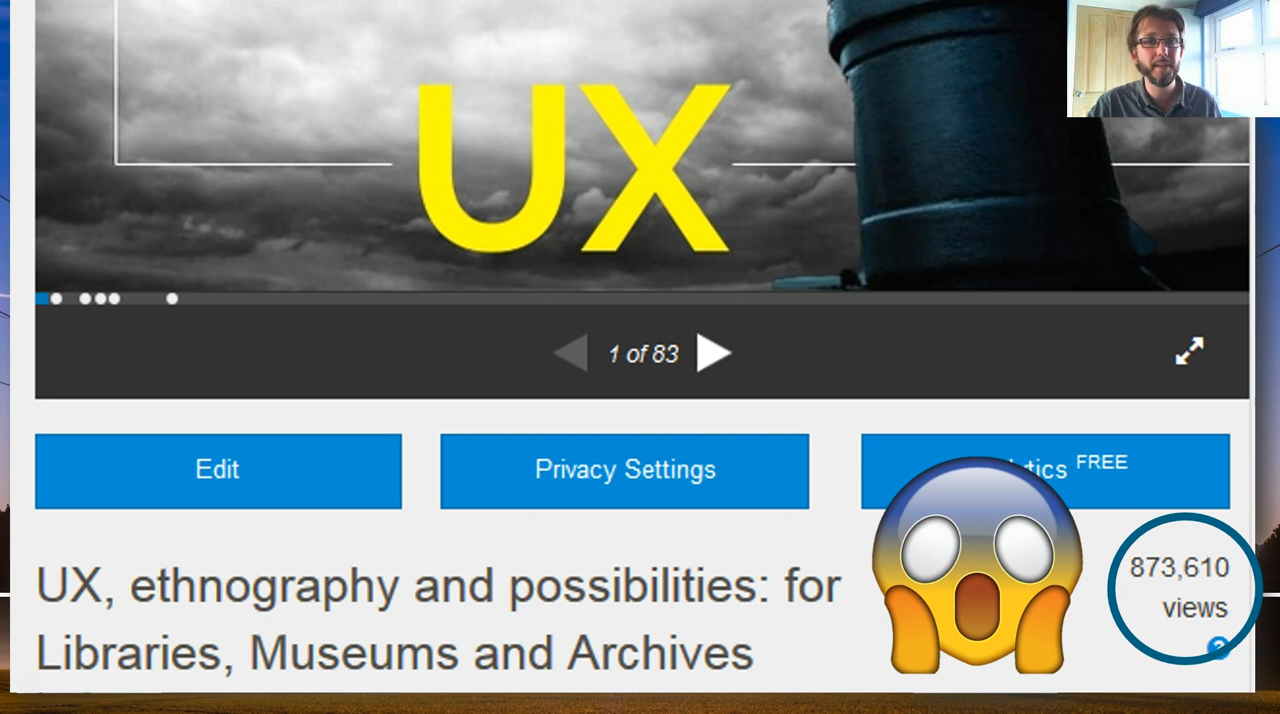 UX
1 of 83
Edit
Privacy Settings
FREE
UX, ethnography and possibilities: for
Libraries, Museums and Archives
873,610
views